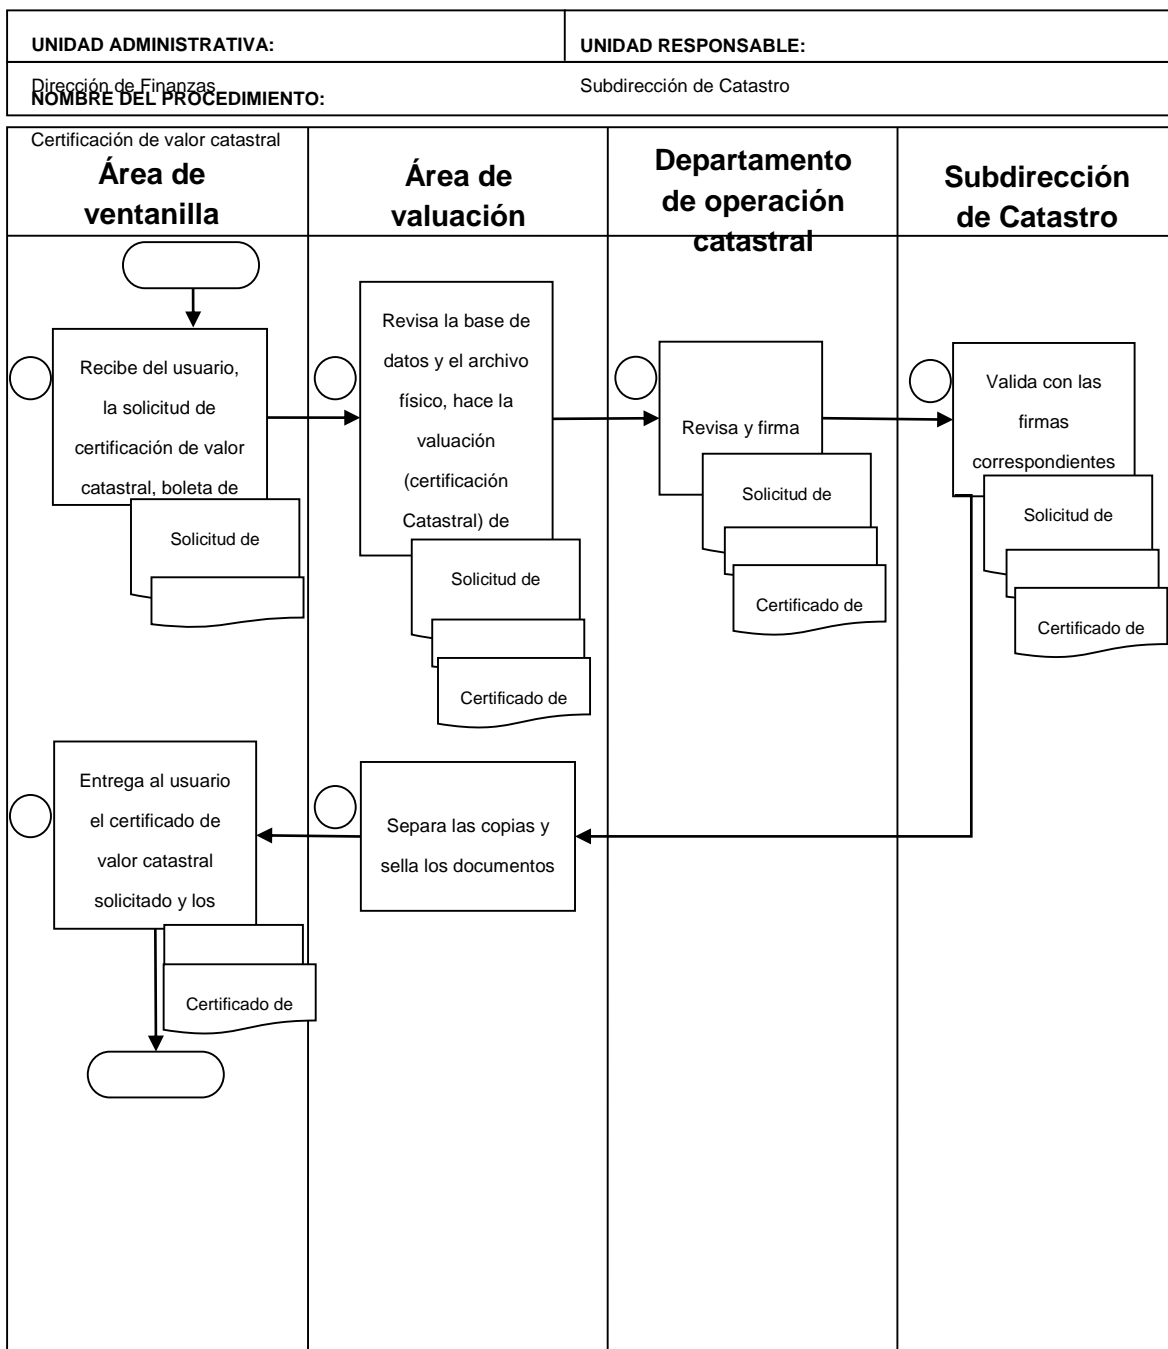 UNIDAD ADMINISTRATIVA:
Dirección de Finanzas
UNIDAD RESPONSABLE:
Subdirección de Catastro
NOMBRE DEL PROCEDIMIENTO:
Certificación de valor catastral
Área de
ventanilla
Área de
valuación
Departamento
de operación
catastral
Subdirección
de Catastro
Recibe del usuario,
la solicitud de
certificación de valor
catastral, boleta de
Solicitud de
Revisa la base de
datos y el archivo
físico, hace la
valuación
(certificación
Catastral) de
Solicitud de
Certificado de
Revisa y firma
Solicitud de
Certificado de
Valida con las
firmas
correspondientes
Solicitud de
Certificado de
Separa las copias y
sella los documentos
Entrega al usuario
el certificado de
valor catastral
solicitado y los
Certificado de